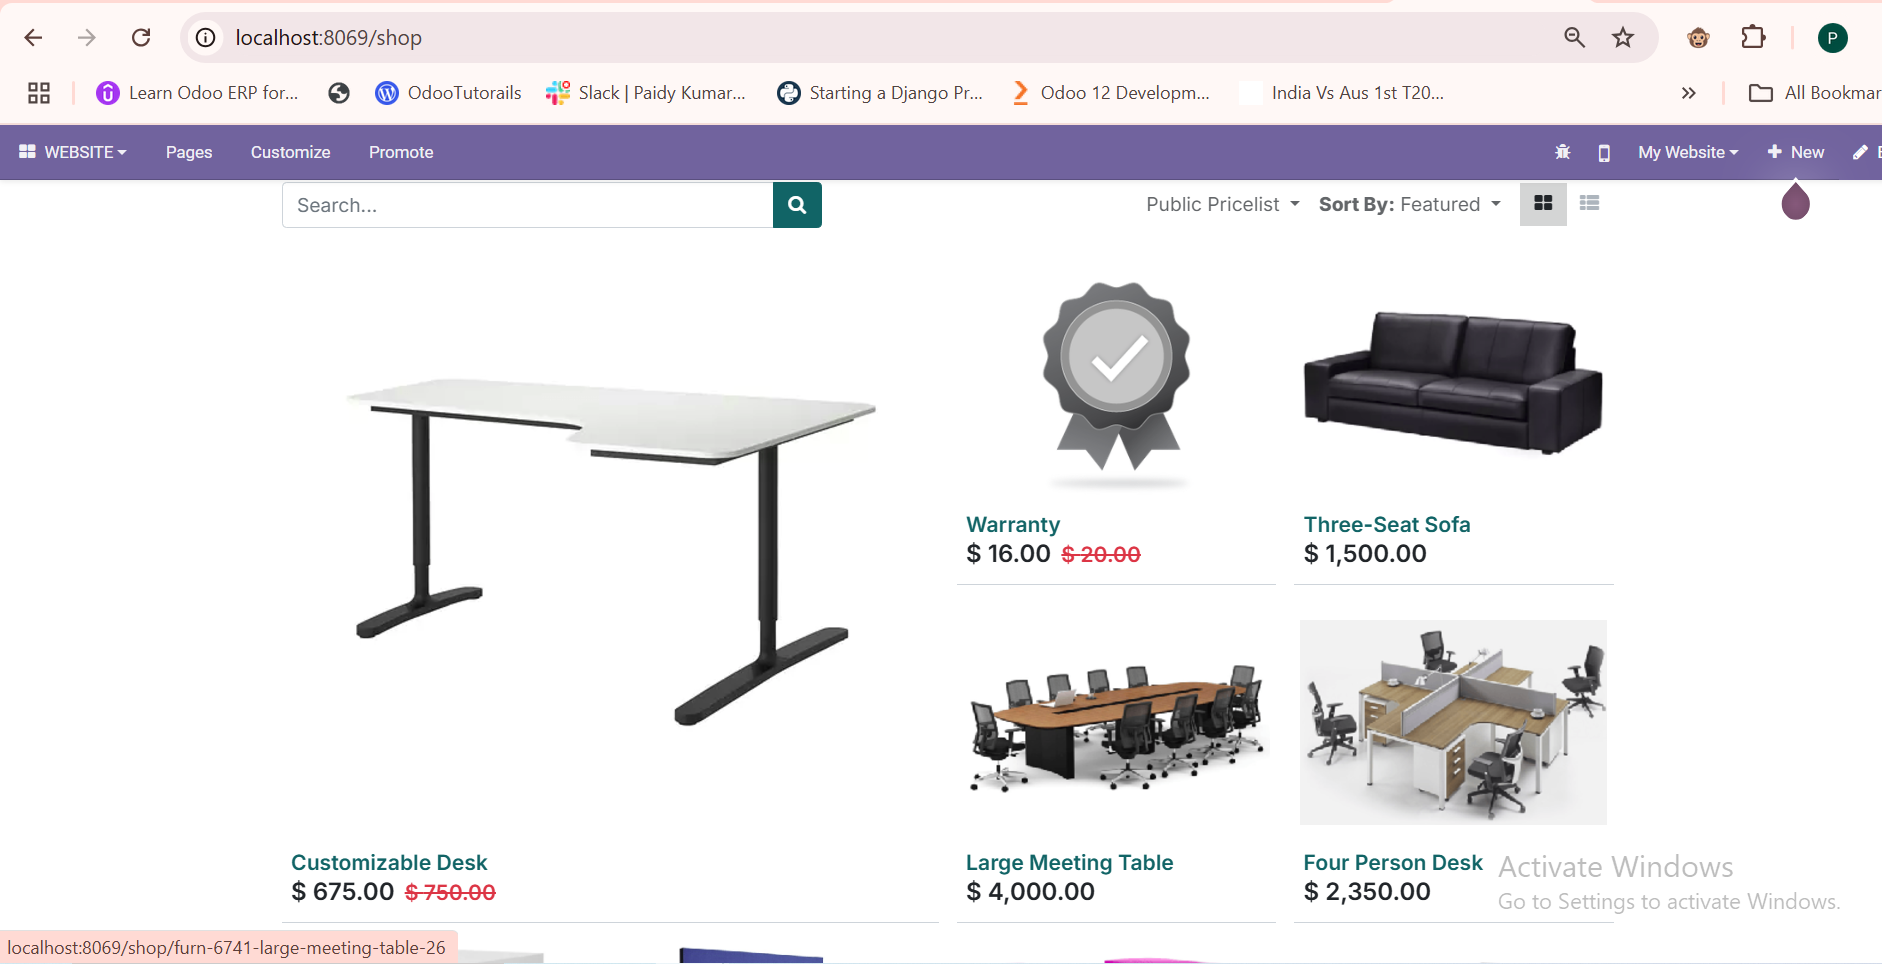 localhost:8069/shop
P
Learn Odoo ERP for...
OdooTutorails
Slack | Paidy Kumar...
Starting a Django Pr...
Odoo 12 Developm...
India Vs Aus 1st T20...
All Bookmar
WEBSITE
Pages
Customize
Promote
My Website
New
Search...
Public Pricelist
Sort By: Featured
Warranty
$ 16.00 $ 20.00
Three-Seat Sofa
$ 1,500.00
Customizable Desk
$ 675.00 $ 750.00
Large Meeting Table
$ 4,000.00
Four Person Desk
$ 2,350.00
Activate Windows
Go to Settings to activate Windows.
localhost:8069/shop/furn-6741-large-meeting-table-26